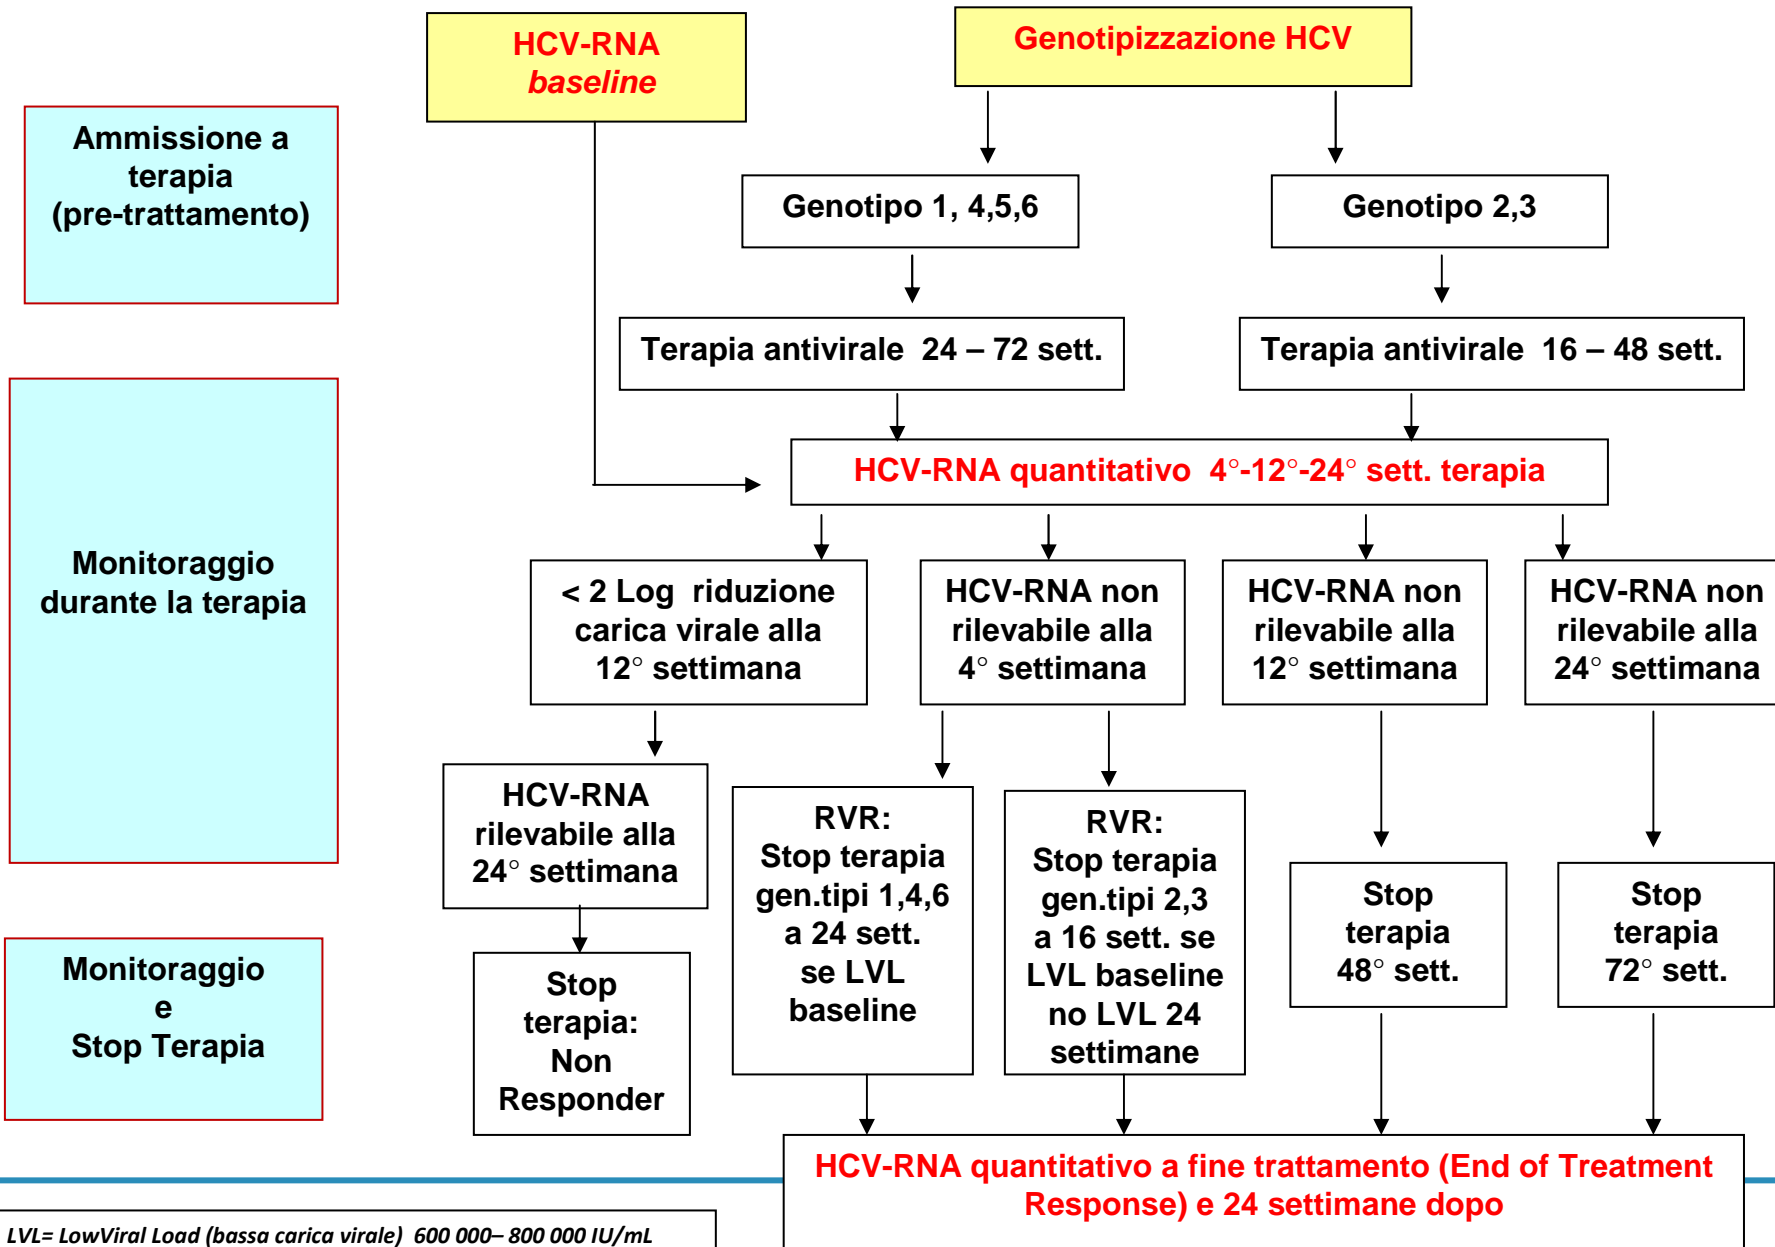 HCV-RNA
baseline
Genotipizzazione HCV
Ammissione a
terapia
(pre-trattamento)
Genotipo 1, 4,5,6
Genotipo 2,3
Terapia antivirale 24 – 72 sett.
Terapia antivirale 16 – 48 sett.
HCV-RNA quantitativo 4°-12°-24° sett. terapia
Monitoraggio
durante la terapia
< 2 Log riduzione
carica virale alla
12° settimana
HCV-RNA non
rilevabile alla
4° settimana
HCV-RNA non
rilevabile alla
12° settimana
HCV-RNA non
rilevabile alla
24° settimana
HCV-RNA
rilevabile alla
24° settimana
RVR:
Stop terapia
gen.tipi 1,4,6
a 24 sett.
se LVL
baseline
RVR:
Stop terapia
gen.tipi 2,3
a 16 sett. se
LVL baseline
no LVL 24
settimane
Stop
terapia
48° sett.
Stop
terapia
72° sett.
Monitoraggio
e
Stop Terapia
Stop
terapia:
Non
Responder
HCV-RNA quantitativo a fine trattamento (End of Treatment
Response) e 24 settimane dopo
LVL= LowViral Load (bassa carica virale) 600 000– 800 000 IU/mL